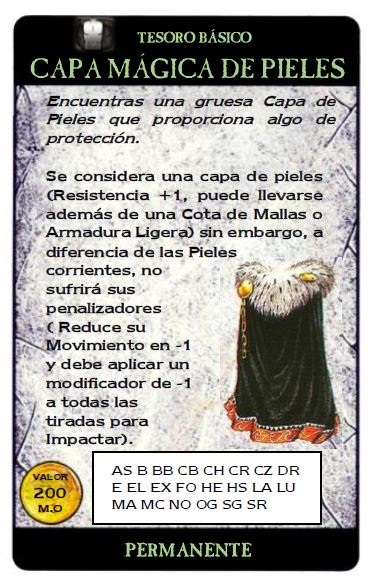 TESORO BÁSICO
CAPA MÁGICA DE PIELES
Encuentras una gruesa Capa de
Pieles que proporciona algo de
protección.
Se considera una capa de pieles
(Resistencia +1, puede llevarse
además de una Cota de Mallas o
Armadura Ligera) sin embargo, a
diferencia de las Pieles
corrientes, no
sufrirá sus
penalizadores
( Reduce su
Movimiento en -1
y debe aplicar un
modificador de -1
a todas las
tiradas para
Impactar).
VALOR
200
M.O
AS B BB CB CH CR CZ DR
E EL EX FO HE HS LA LU
MA MC NO OG SG SR
PERMANENTE